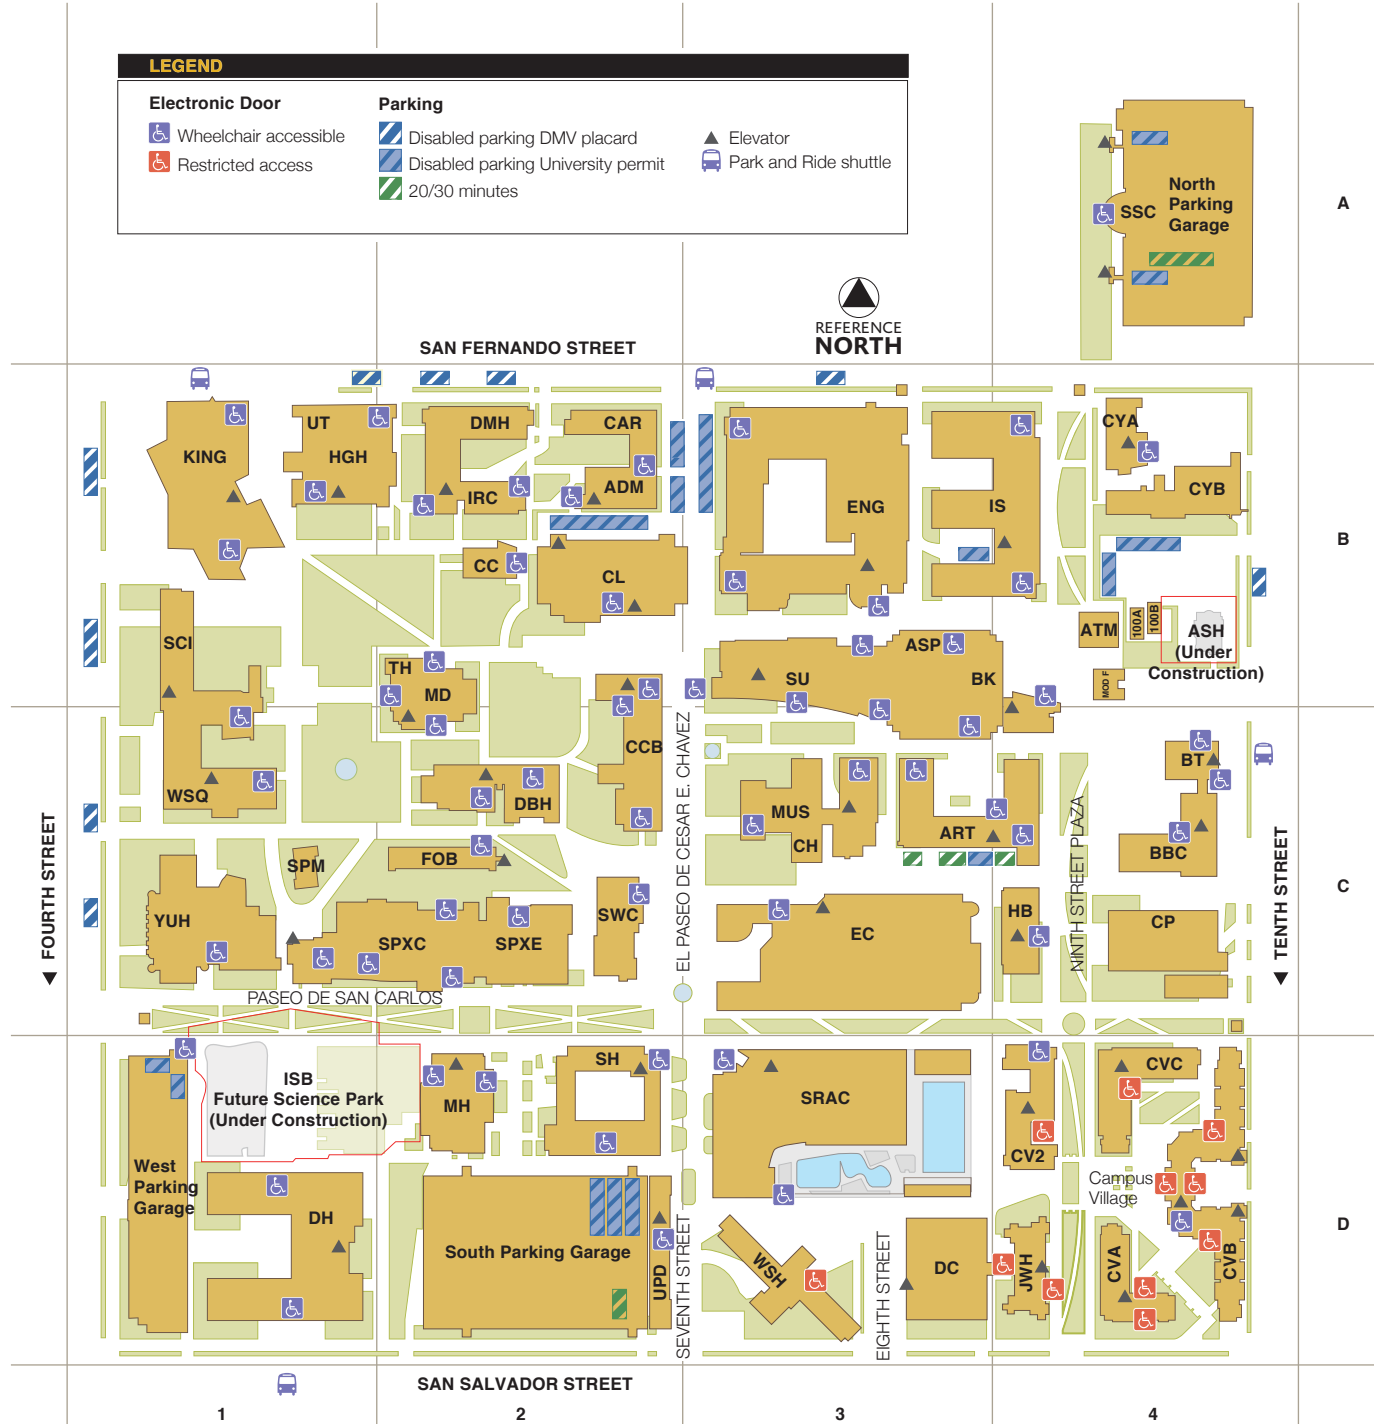 LEGEND
Electronic Door
Wheelchair accessible
Restricted access
Parking
Disabled parking DMV placard
Disabled parking University permit
20/30 minutes
Elevator
Park and Ride shuttle
North
Parking
Garage
SSC
A
REFERENCE
NORTH
SAN FERNANDO STREET
KING
UT
HGH
DMH
IRC
CAR
ADM
ENG
IS
CYA
CYB
B
CC
CL
SCI
TH
MD
SU
ASP
BK
ATM
100A
100B
ASH
(Under
Construction)
MOD F
CCB
WSQ
DBH
MUS
CH
ART
BT
BBC
EL PASEO DE CESAR E. CHAVEZ
NINTH STREET PLAZA
FOURTH STREET
TENTH STREET
SPM
FOB
YUH
SPXC
SPXE
SWC
EC
HB
CP
C
PASEO DE SAN CARLOS
ISB
Future Science Park
(Under Construction)
MH
SH
SRAC
CV2
CVC
Campus
Village
West
Parking
Garage
DH
South Parking Garage
UPD
SEVENTH STREET
WSH
EIGHTH STREET
DC
JWH
CVA
CVB
D
SAN SALVADOR STREET
1
2
3
4